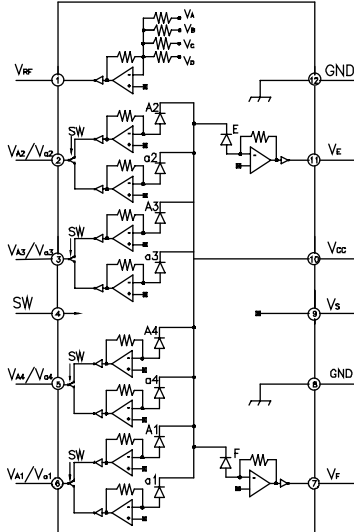 VA
VB
VC
VD
VRF
1
12
GND
A2
SW
E
VA2/Va2
2
a2
11
VE
A3
SW
VA3/Va3
3
a3
10
VCC
SW
4
9
VS
A4
SW
VA4/Va4
5
a4
8
GND
A1
SW
F
VA1/Va1
6
a1
7
VF